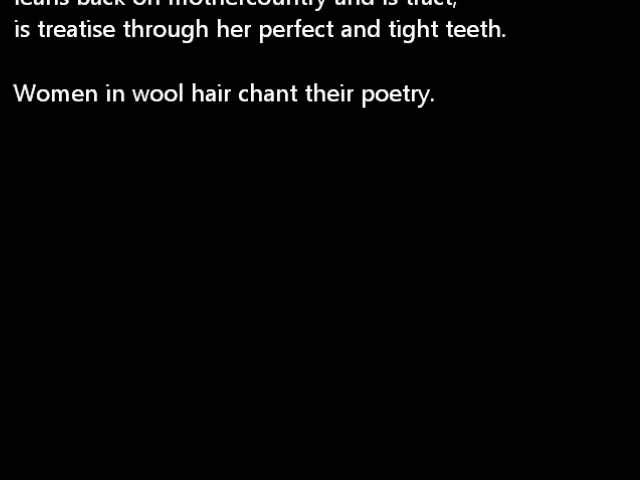 leans back on mothercountry and is tract,
is treatise through her perfect and tight teeth.
Women in wool hair chant their poetry.